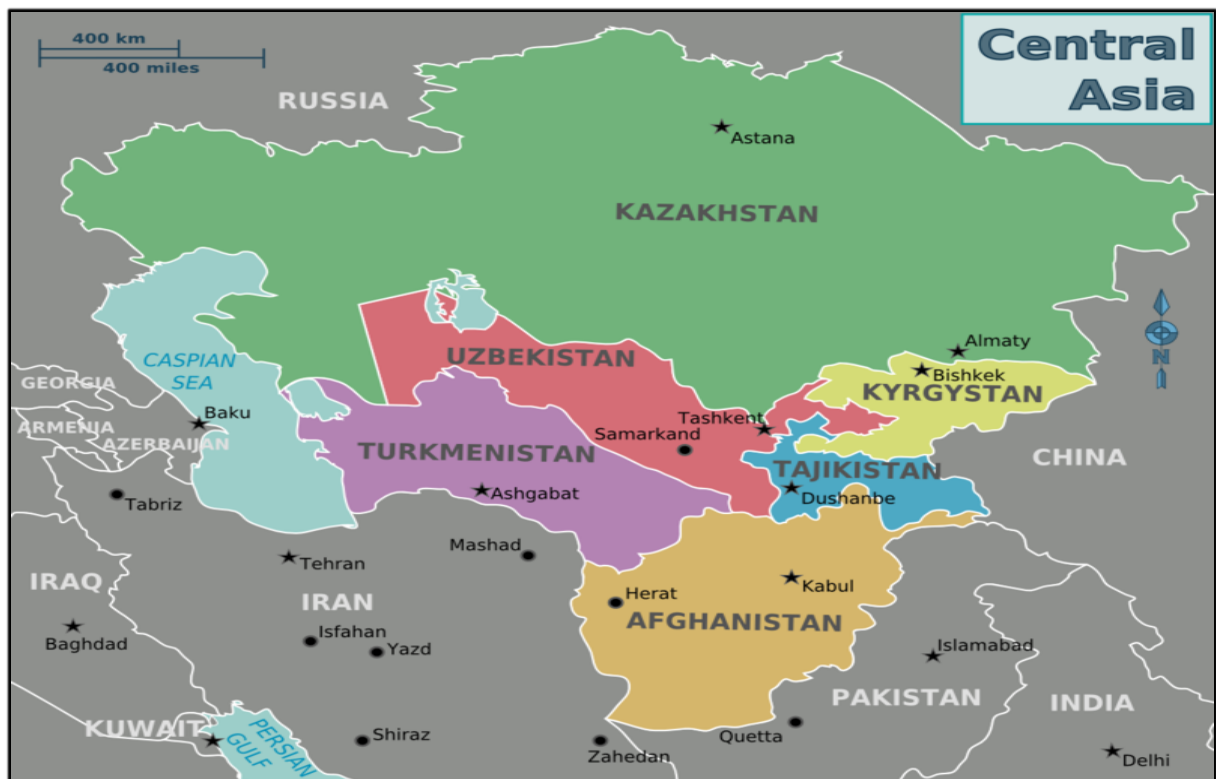 400 km
400 miles
Central
Asia
RUSSIA
Astana
KAZAKHSTAN
CASPIAN
SEA
UZBEKISTAN
Almaty
N
Bishkek
KYRGYSTAN
GEORGIA
Baku
ARMENIA
AZERBAIJAN
Tashkent
Samarkand
TURKMENISTAN
TAJIKISTAN
CHINA
Tabriz
Ashgabat
Dushanbe
Mashad
Tehran
IRAQ
IRAN
Herat
Kabul
AFGHANISTAN
Baghdad
Isfahan
Yazd
Islamabad
PAKISTAN
INDIA
KUWAIT
PERSIAN
GULF
Shiraz
Zahedan
Quetta
Delhi